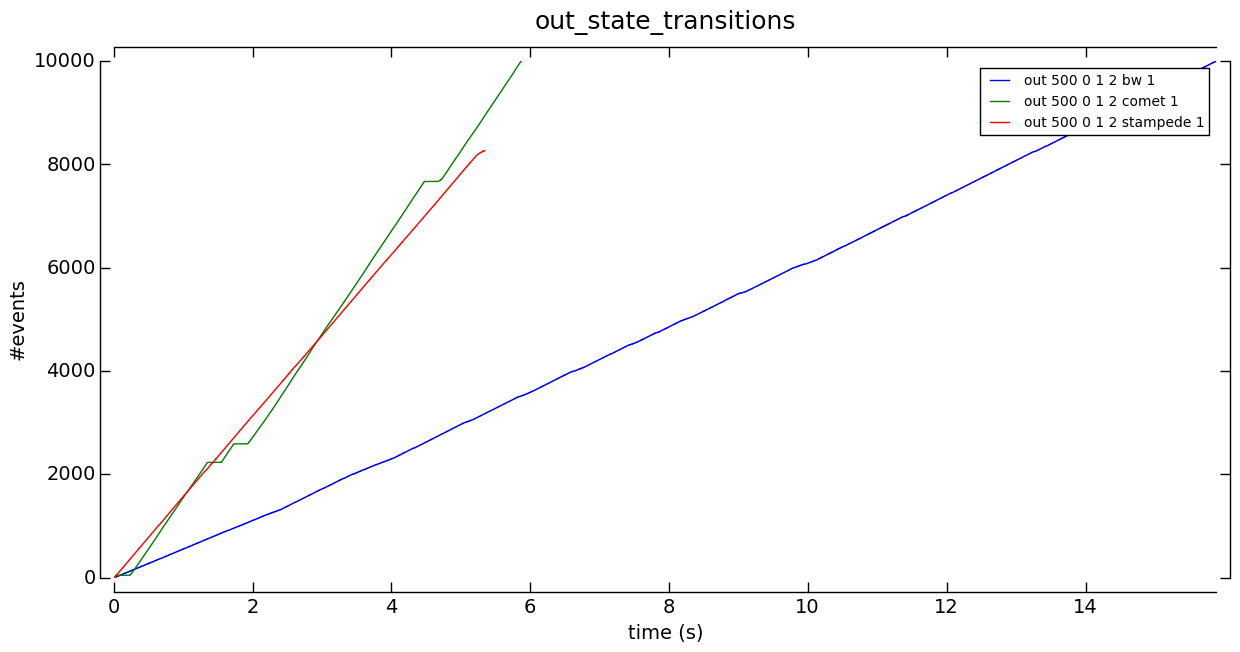 out_state_transitions
10000
8000
6000
4000
2000
0
#events
out 500 0 1 2 bw 1
out 500 0 1 2 comet 1
out 500 0 1 2 stampede 1
0 2 4 6 8 10 12 14
time (s)